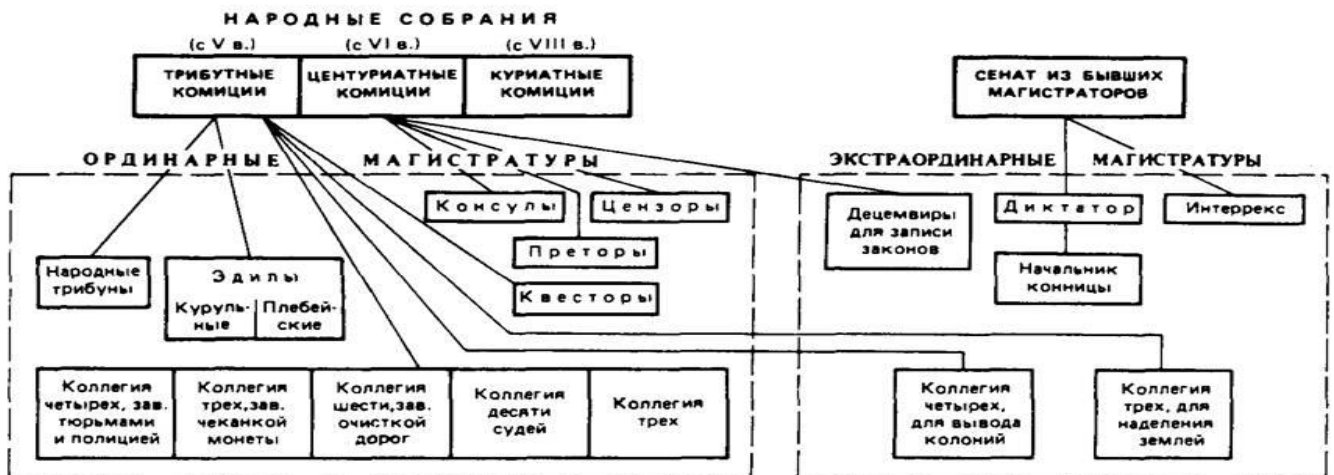 НАРОДНЫЕ СОБРАНИЯ
(с V в.) (с VI в.) (с VIII в.)
ТРИБУТНЫЕ
КОМИЦИИ
ЦЕНТУРИАТНЫЕ
КОМИЦИИ
КУРИАТНЫЕ
КОМИЦИИ
СЕНАТ ИЗ БЫВШИХ
МАГИСТРАТОРОВ
ОРДИНАРНЫЕ МАГИСТРАТУРЫ
ЭКСТРАОРДИНАРНЫЕ МАГИСТРАТУРЫ
Консулы
Цензоры
Преторы
Квесторы
Народные
трибуны
Эдилы
Куруль-
ные
Плебей-
ские
Децемвиры
для записи
законов
Диктатор
Интеррекс
Начальник
конницы
Коллегия
четырех, зав.
тюрьмами
и полицией
Коллегия
трех, зав.
чеканкой
монеты
Коллегия
шести, зав.
очисткой
дорог
Коллегия
десяти
судей
Коллегия
трех
Коллегия
четырех,
для вывода
колоний
Коллегия
трех, для
наделения
землей